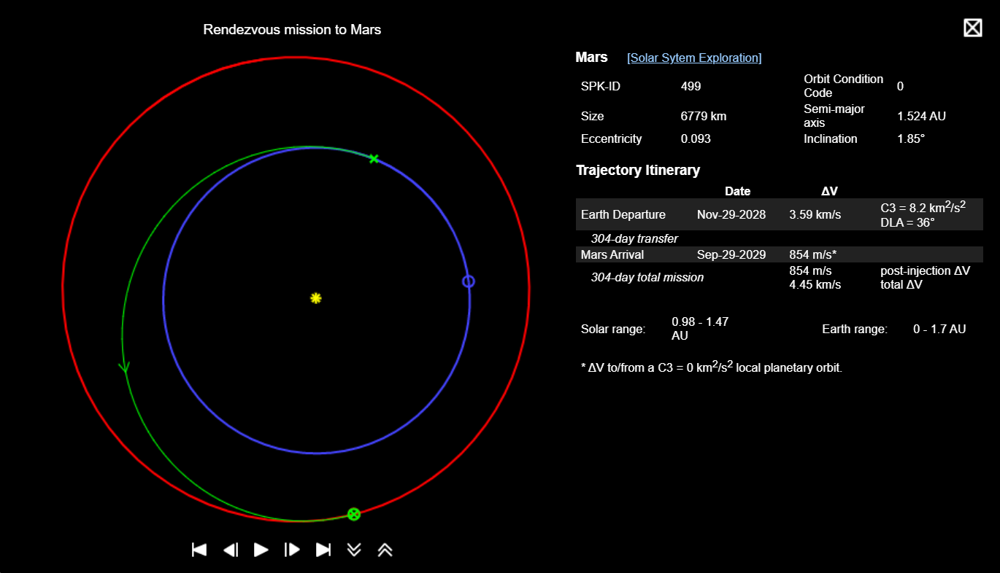 Rendezvous mission to Mars
Mars [Solar Sytem Exploration]
SPK-ID 499 Orbit Condition Code 0
Size 6779 km Semi-major axis 1.524 AU
Eccentricity 0.093 Inclination 1.85°
Trajectory Itinerary
Date ΔV
Earth Departure Nov-29-2028 3.59 km/s C3 = 8.2 km²/s²
DLA = 36°
304-day transfer
Mars Arrival Sep-29-2029 854 m/s*
304-day total mission 854 m/s post-injection ΔV
4.45 km/s total ΔV
Solar range: 0.98 - 1.47 AU Earth range: 0 - 1.7 AU
* ΔV to/from a C3 = 0 km²/s² local planetary orbit.